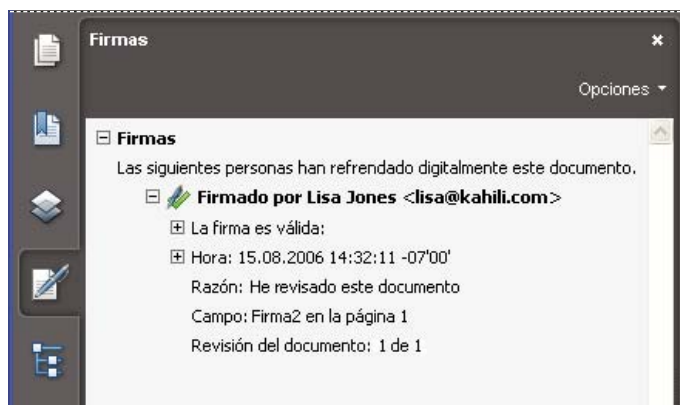 Firmas
Opciones
Firmas
Las siguientes personas han refrendado digitalmente este documento.
Firmado por Lisa Jones <lisa@kahili.com>
La firma es válida:
Hora: 15.08.2006 14:32:11 -07'00'
Razón: He revisado este documento
Campo: Firma2 en la página 1
Revisión del documento: 1 de 1